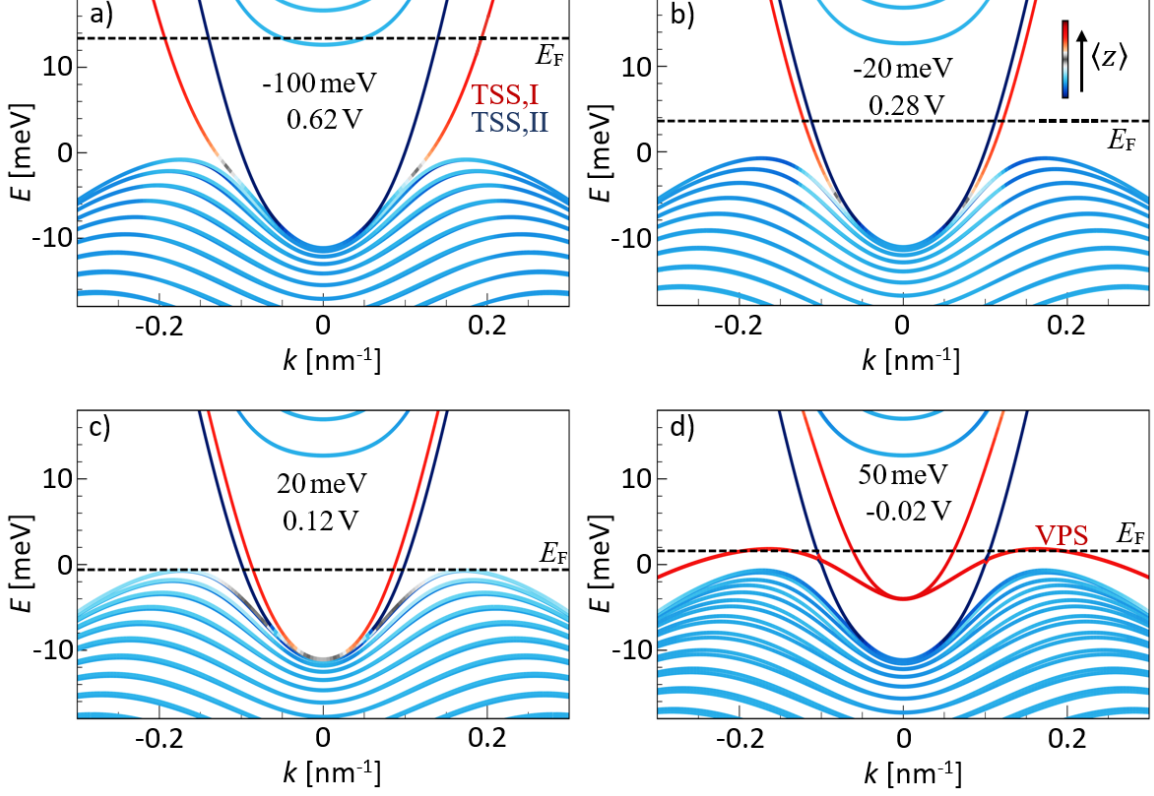 a)
E [meV]
10
0
-10
-100 meV
0.62 V
TSS,I
TSS,II
E_F
-0.2
0
0.2
k [nm⁻¹]
b)
E [meV]
10
0
-10
-20 meV
0.28 V
⟨z⟩
E_F
-0.2
0
0.2
k [nm⁻¹]
c)
E [meV]
10
0
-10
20 meV
0.12 V
E_F
-0.2
0
0.2
k [nm⁻¹]
d)
E [meV]
10
0
-10
50 meV
-0.02 V
VPS
E_F
-0.2
0
0.2
k [nm⁻¹]